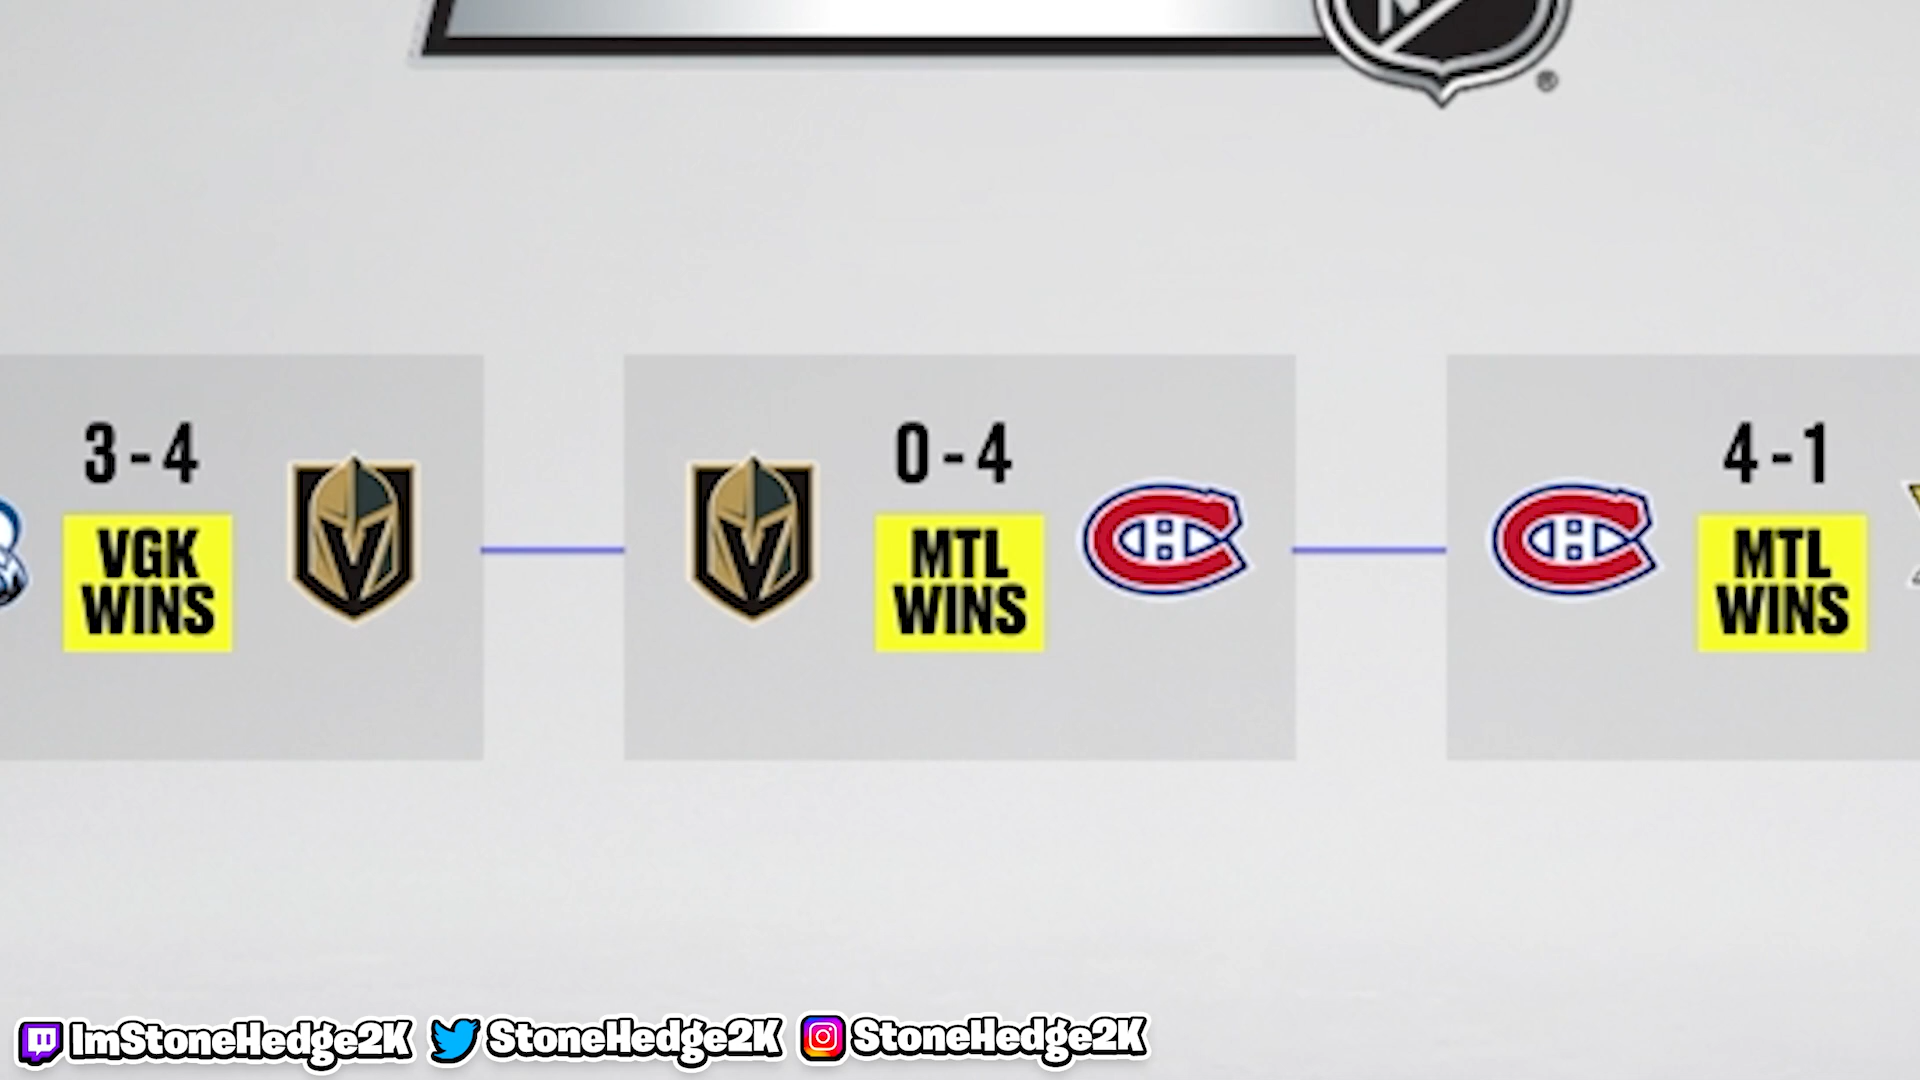 ®
3 - 4
VGK
WINS
0 - 4
MTL
WINS
4 - 1
MTL
WINS
ImStoneHedge2K StoneHedge2K StoneHedge2K